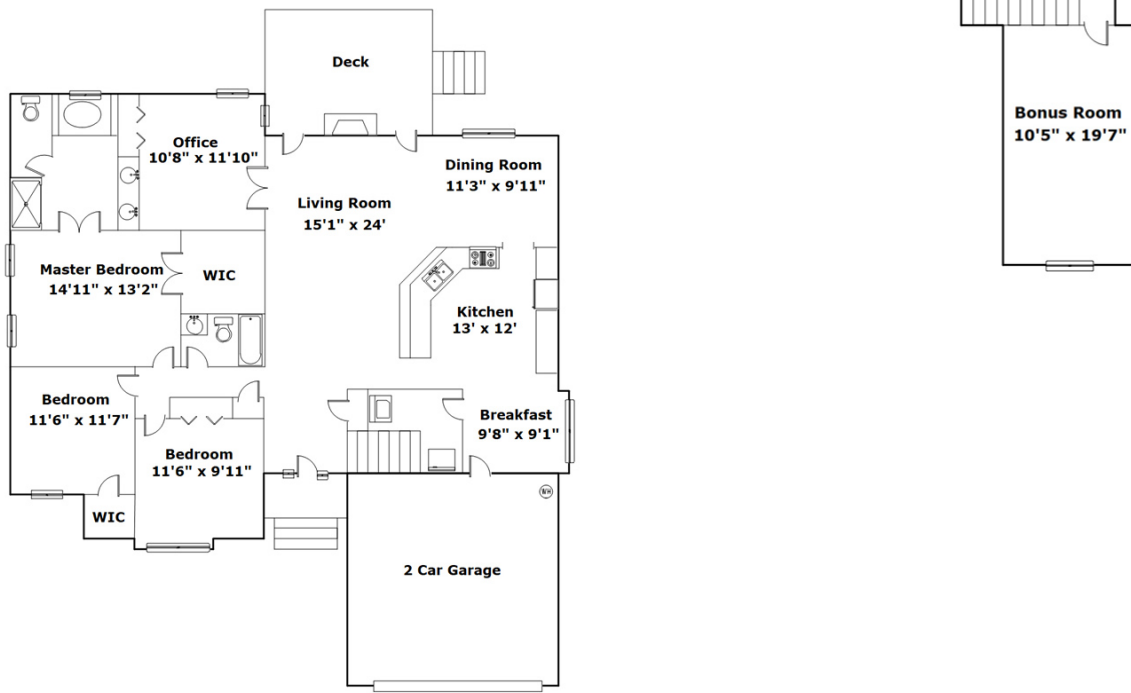 Deck
Office
10'8" x 11'10"
Dining Room
11'3" x 9'11"
Living Room
15'1" x 24'
Master Bedroom
14'11" x 13'2"
WIC
Kitchen
13' x 12'
Bedroom
11'6" x 11'7"
Breakfast
9'8" x 9'1"
Bedroom
11'6" x 9'11"
WIC
WH
2 Car Garage
Bonus Room
10'5" x 19'7"